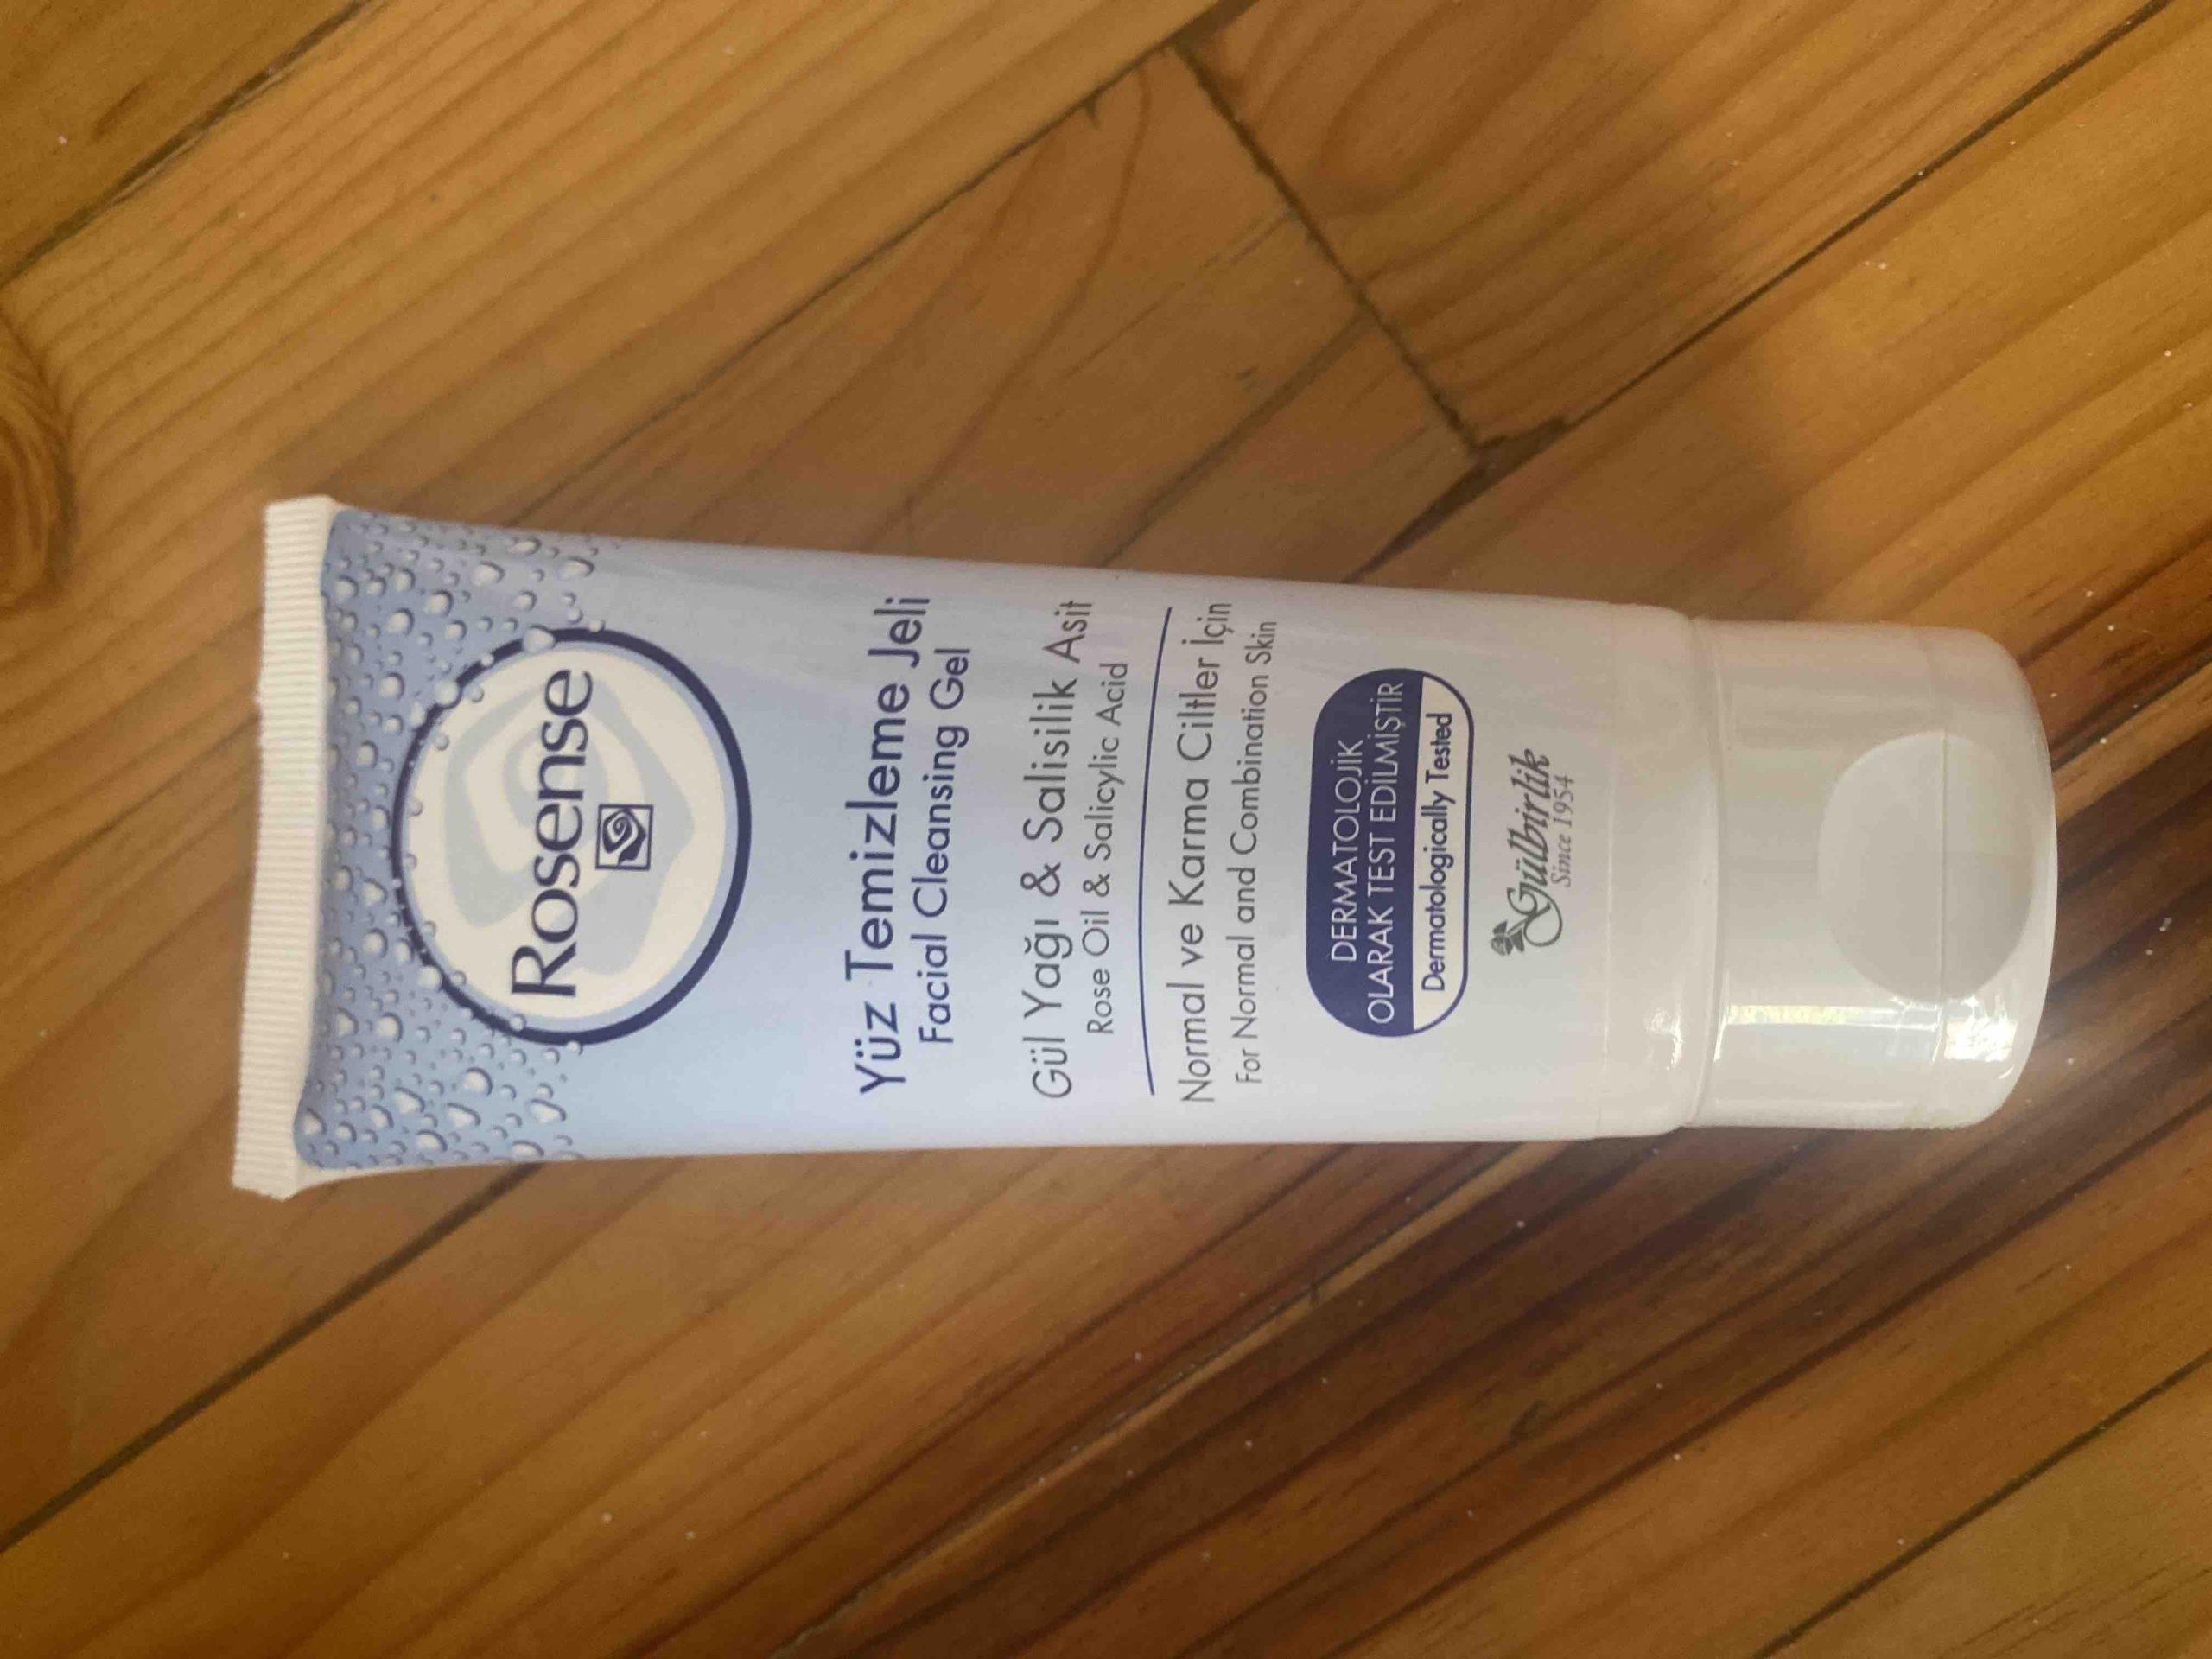 Rosense
Yüz Temizleme Jeli
Facial Cleansing Gel
Gül Yağı & Salisilik Asit
Rose Oil & Salicylic Acid
Normal ve Karma Ciltler İçin
For Normal and Combination Skin
DERMATOLOJİK
OLARAK TEST EDİLMİŞTİR
Dermatologically Tested
Gülbirlik
Since 1954